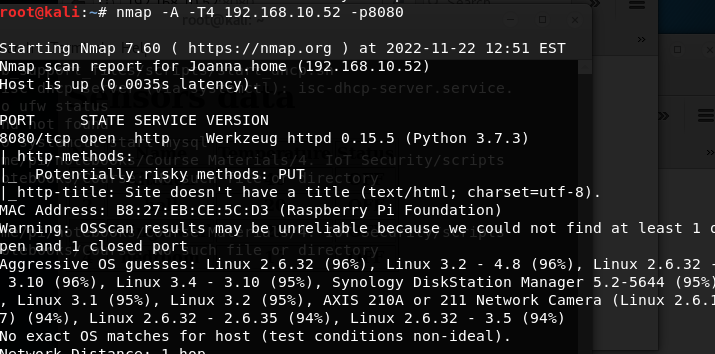 root@kali:~# nmap -A -T4 192.168.10.52 -p8080
Starting Nmap 7.60 ( https://nmap.org ) at 2022-11-22 12:51 EST
Nmap scan report for Joanna.home (192.168.10.52)
Host is up (0.0035s latency).
PORT     STATE SERVICE VERSION
8080/tcp open  http    Werkzeug httpd 0.15.5 (Python 3.7.3)
| http-methods:
|_  Potentially risky methods: PUT
|_http-title: Site doesn't have a title (text/html; charset=utf-8).
MAC Address: B8:27:EB:CE:5C:D3 (Raspberry Pi Foundation)
Warning: OSScan results may be unreliable because we could not find at least 1 o
pen and 1 closed port
Aggressive OS guesses: Linux 2.6.32 (96%), Linux 3.2 - 4.8 (96%), Linux 2.6.32 -
 3.10 (96%), Linux 3.4 - 3.10 (95%), Synology DiskStation Manager 5.2-5644 (95%)
, Linux 3.1 (95%), Linux 3.2 (95%), AXIS 210A or 211 Network Camera (Linux 2.6.1
7) (94%), Linux 2.6.32 - 2.6.35 (94%), Linux 2.6.32 - 3.5 (94%)
No exact OS matches for host (test conditions non-ideal).
Network Distance: 1 hop